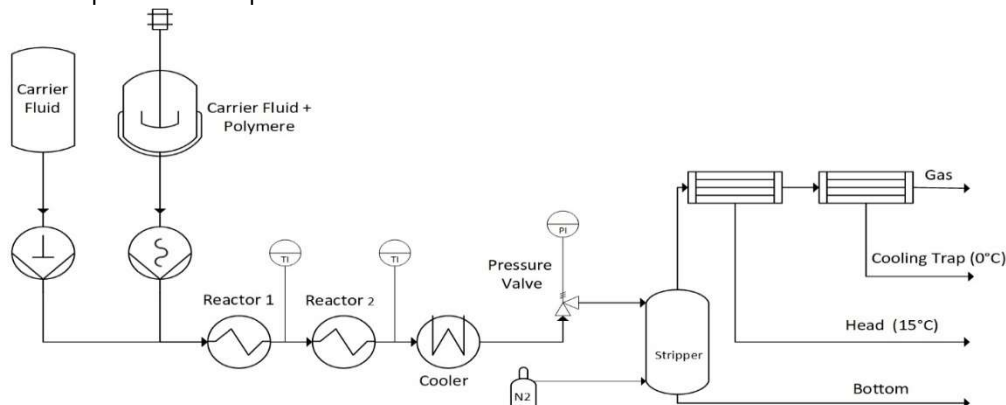 Carrier
Fluid
Carrier Fluid +
Polymere
Gas
PI
Cooling Trap (0°C)
Pressure
Valve
TI
TI
Reactor 1
Reactor 2
Head (15°C)
Stripper
Cooler
N2
Bottom